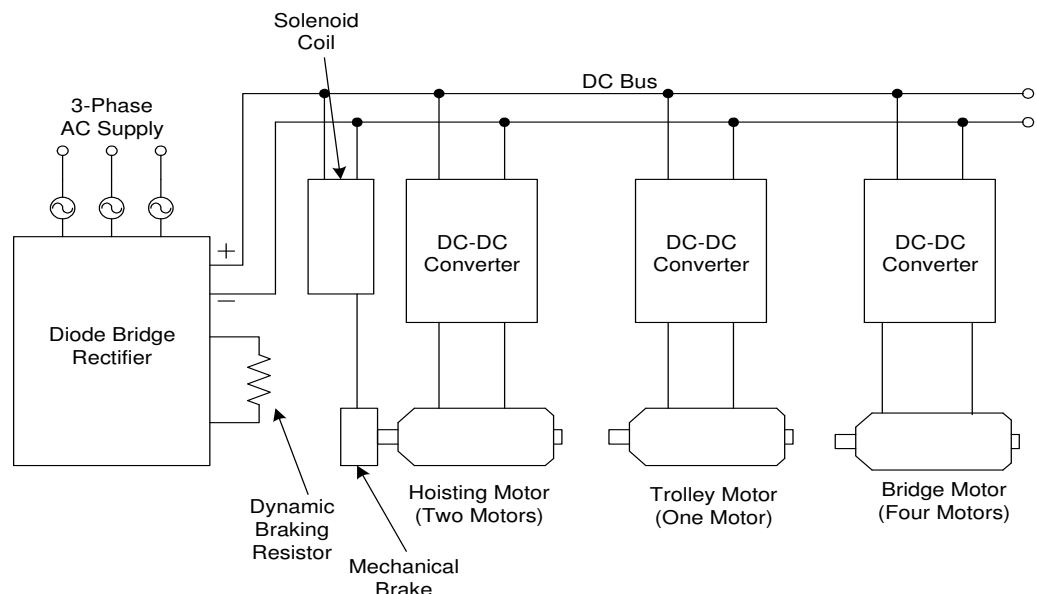 Solenoid
Coil
DC Bus
3-Phase
AC Supply
+
−
Diode Bridge
Rectifier
DC-DC
Converter
DC-DC
Converter
DC-DC
Converter
Hoisting Motor
(Two Motors)
Trolley Motor
(One Motor)
Bridge Motor
(Four Motors)
Dynamic
Braking
Resistor
Mechanical
Brake